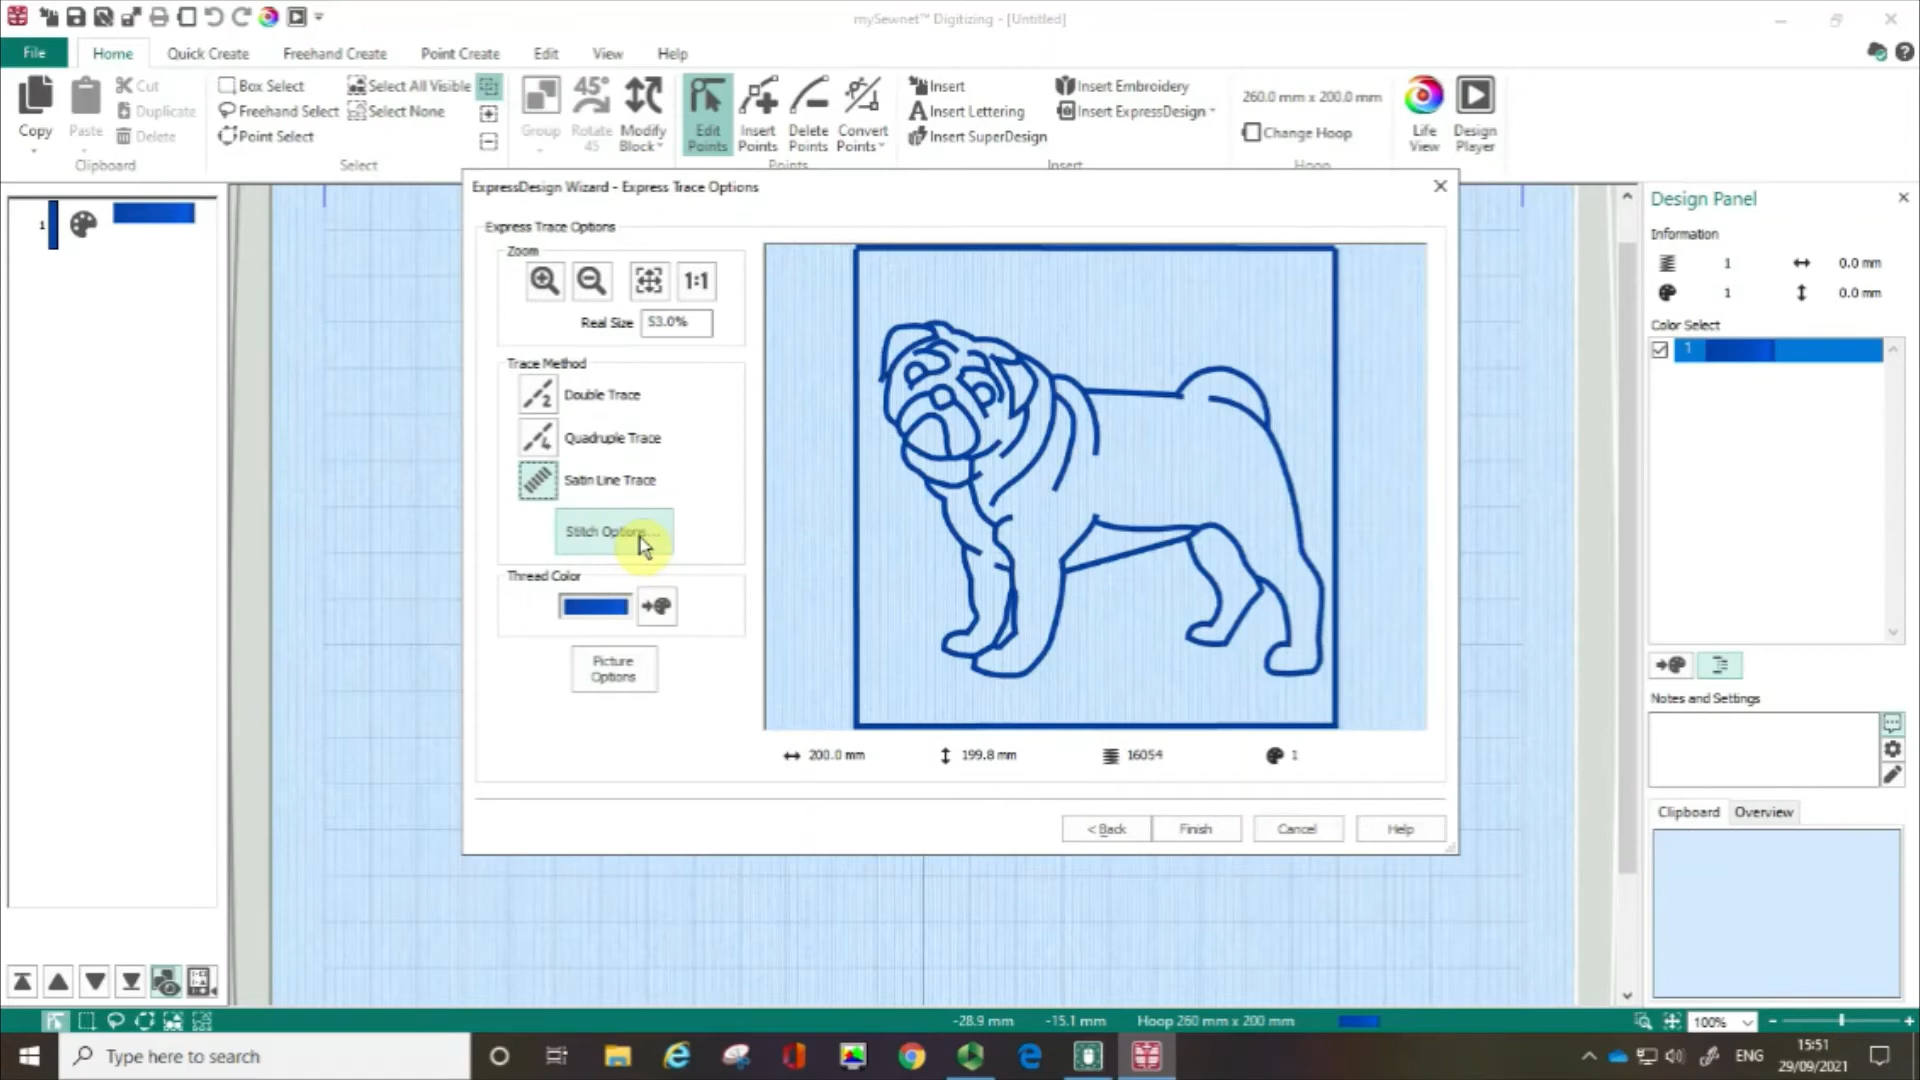 mySewnet™ Digitizing - [Untitled]
File Home Quick Create Freehand Create Point Create Edit View Help
Copy
Paste
Cut
Duplicate
Delete
Clipboard
Box Select
Freehand Select
Point Select
Select All Visible
Select None
Select
Group
Rotate
45
45°
Modify
Block
Edit
Points
Insert
Points
Delete
Points
Convert
Points
Points
Insert
Insert Lettering
Insert SuperDesign
Insert Embroidery
Insert ExpressDesign
Insert
260.0 mm x 200.0 mm
Change Hoop
Hoop
Life
View
Design
Player
1
ExpressDesign Wizard - Express Trace Options
Express Trace Options
Zoom
1:1
Real Size 53.0%
Trace Method
2 Double Trace
4 Quadruple Trace
Satin Line Trace
Stitch Options...
Thread Color
Picture
Options
200.0 mm 199.8 mm 16054 1
< Back Finish Cancel Help
Design Panel
Information
1 0.0 mm
1 0.0 mm
Color Select
1
Notes and Settings
Clipboard Overview
-28.9 mm -15.1 mm Hoop 260 mm x 200 mm 100%
Type here to search
ENG
15:51
29/09/2021